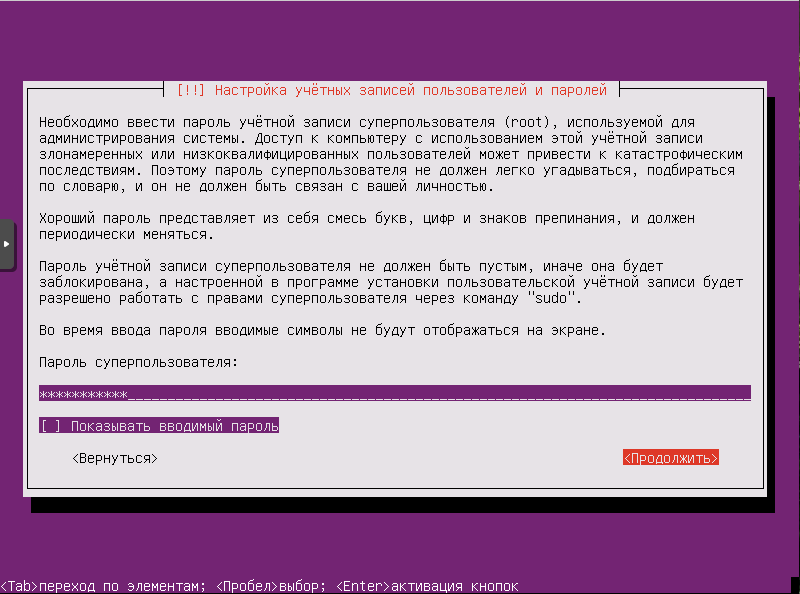 [!!] Настройка учётных записей пользователей и паролей
Необходимо ввести пароль учётной записи суперпользователя (root), используемой для
администрирования системы. Доступ к компьютеру с использованием этой учётной записи
злонамеренных или низкоквалифицированных пользователей может привести к катастрофическим
последствиям. Поэтому пароль суперпользователя не должен легко угадываться, подбираться
по словарю, и он не должен быть связан с вашей личностью.
Хороший пароль представляет из себя смесь букв, цифр и знаков препинания, и должен
периодически меняться.
Пароль учётной записи суперпользователя не должен быть пустым, иначе она будет
заблокирована, а настроенной в программе установки пользовательской учётной записи будет
разрешено работать с правами суперпользователя через команду "sudo".
Во время ввода пароля вводимые символы не будут отображаться на экране.
Пароль суперпользователя:
***********
[ ] Показывать вводимый пароль
<Вернуться> <Продолжить>
<Tab>переход по элементам; <Пробел>выбор; <Enter>активация кнопок